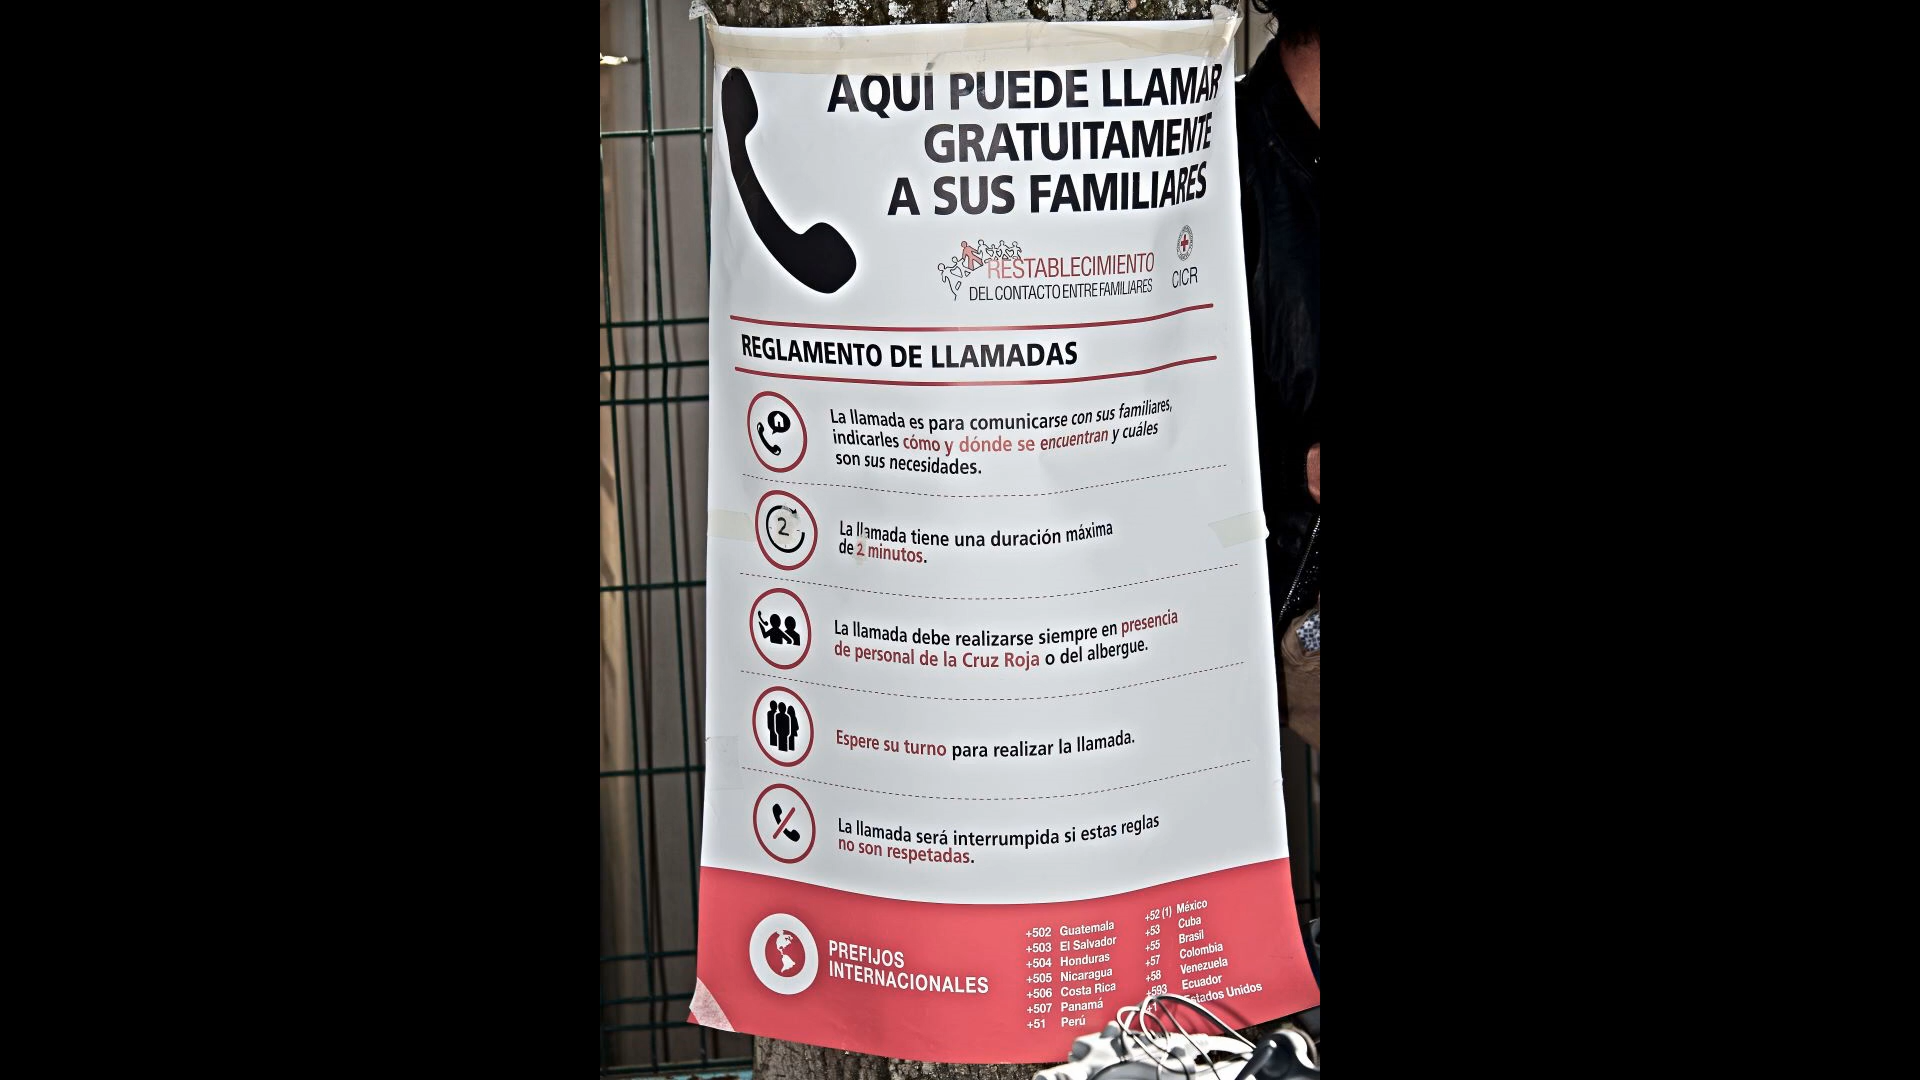 AQUÍ PUEDE LLAMAR
GRATUITAMENTE
A SUS FAMILIARES
RESTABLECIMIENTO
DEL CONTACTO ENTRE FAMILIARES
CICR
REGLAMENTO DE LLAMADAS
La llamada es para comunicarse con sus familiares,
indicarles cómo y dónde se encuentran y cuáles
son sus necesidades.
2
La llamada tiene una duración máxima
de 2 minutos.
La llamada debe realizarse siempre en presencia
de personal de la Cruz Roja o del albergue.
Espere su turno para realizar la llamada.
La llamada será interrumpida si estas reglas
no son respetadas.
PREFIJOS
INTERNACIONALES
+502 Guatemala
+503 El Salvador
+504 Honduras
+505 Nicaragua
+506 Costa Rica
+507 Panamá
+51 Perú
+52 (1) México
+53 Cuba
+55 Brasil
+57 Colombia
+58 Venezuela
+593 Ecuador
+1 Estados Unidos